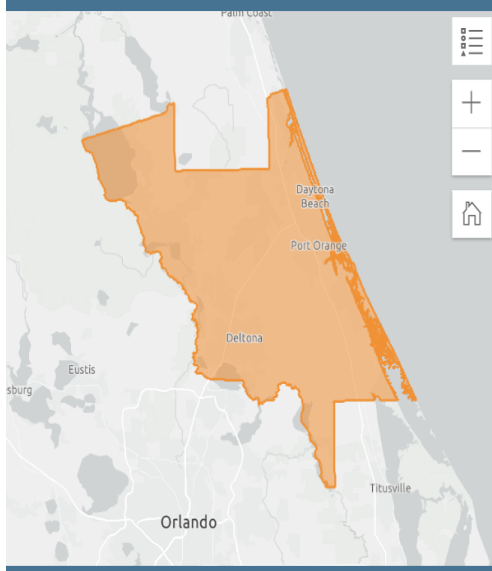 Palm Coast
Daytona
Beach
Port Orange
Deltona
Eustis
sburg
Titusville
Orlando